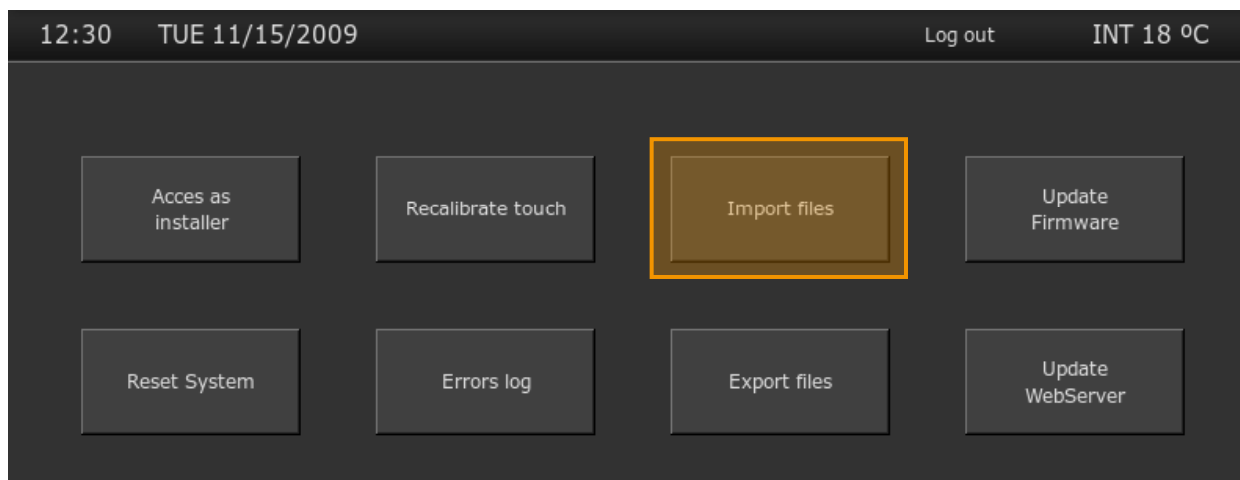 12:30 TUE 11/15/2009 Log out INT 18 ºC
Acces as
installer
Recalibrate touch
Import files
Update
Firmware
Reset System
Errors log
Export files
Update
WebServer